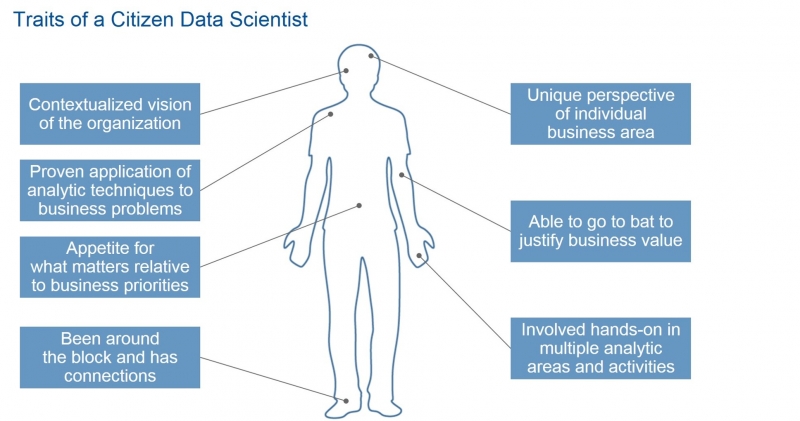 Traits of a Citizen Data Scientist
Contextualized vision
of the organization
Proven application of
analytic techniques to
business problems
Appetite for
what matters relative
to business priorities
Been around
the block and has
connections
Unique perspective
of individual
business area
Able to go to bat to
justify business value
Involved hands-on in
multiple analytic
areas and activities